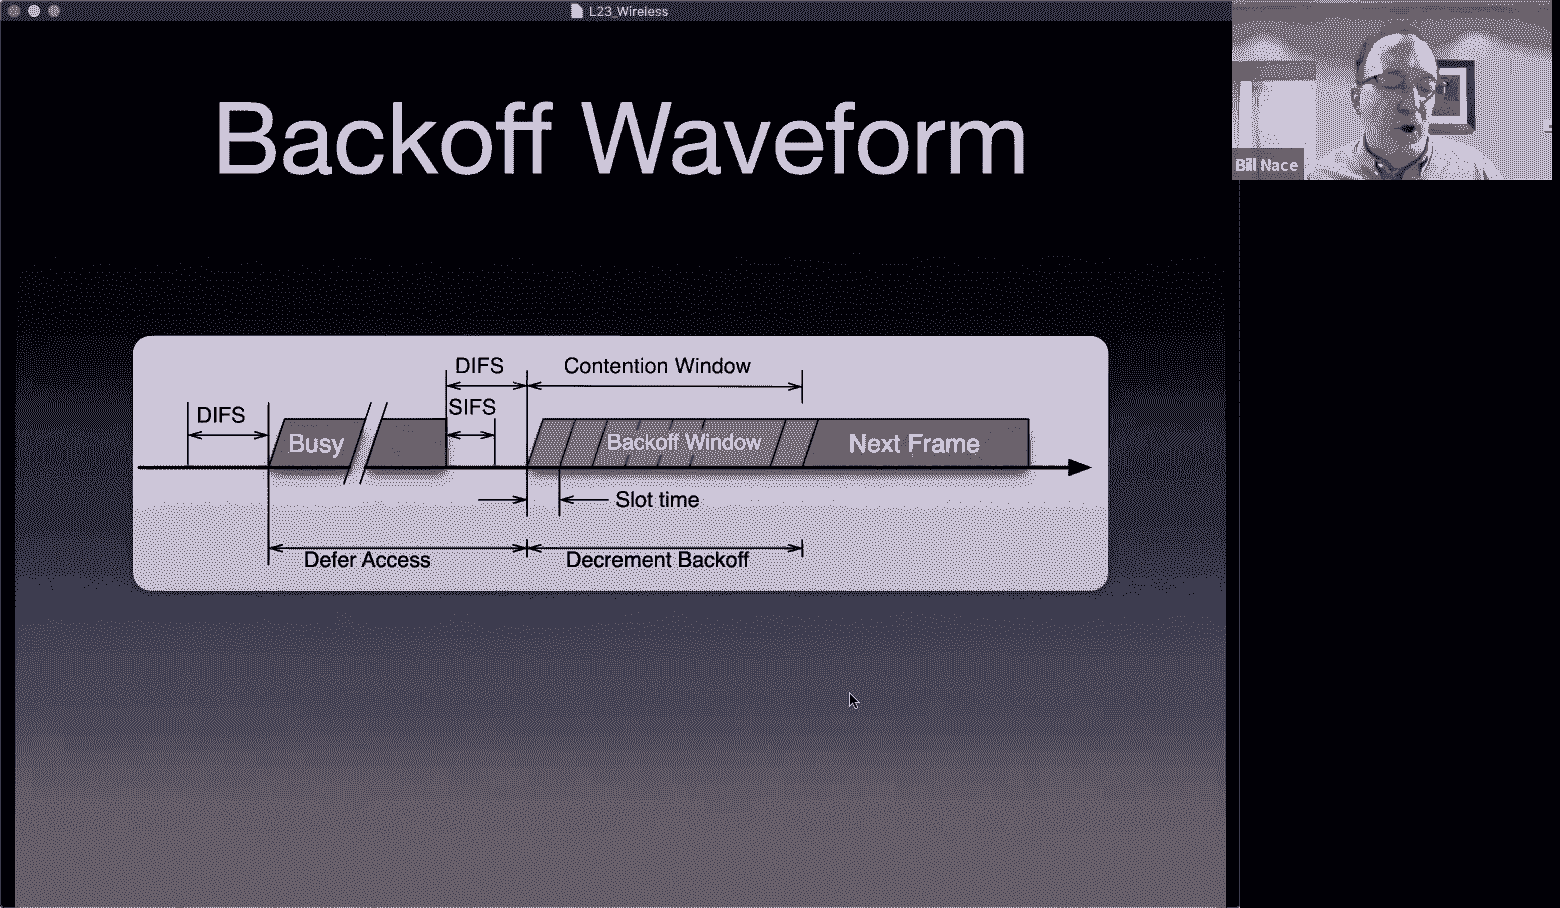 L23_Wireless
Bill Nace
Backoff Waveform
DIFS
Contention Window
DIFS
SIFS
Busy
Backoff Window
Next Frame
Slot time
Defer Access
Decrement Backoff